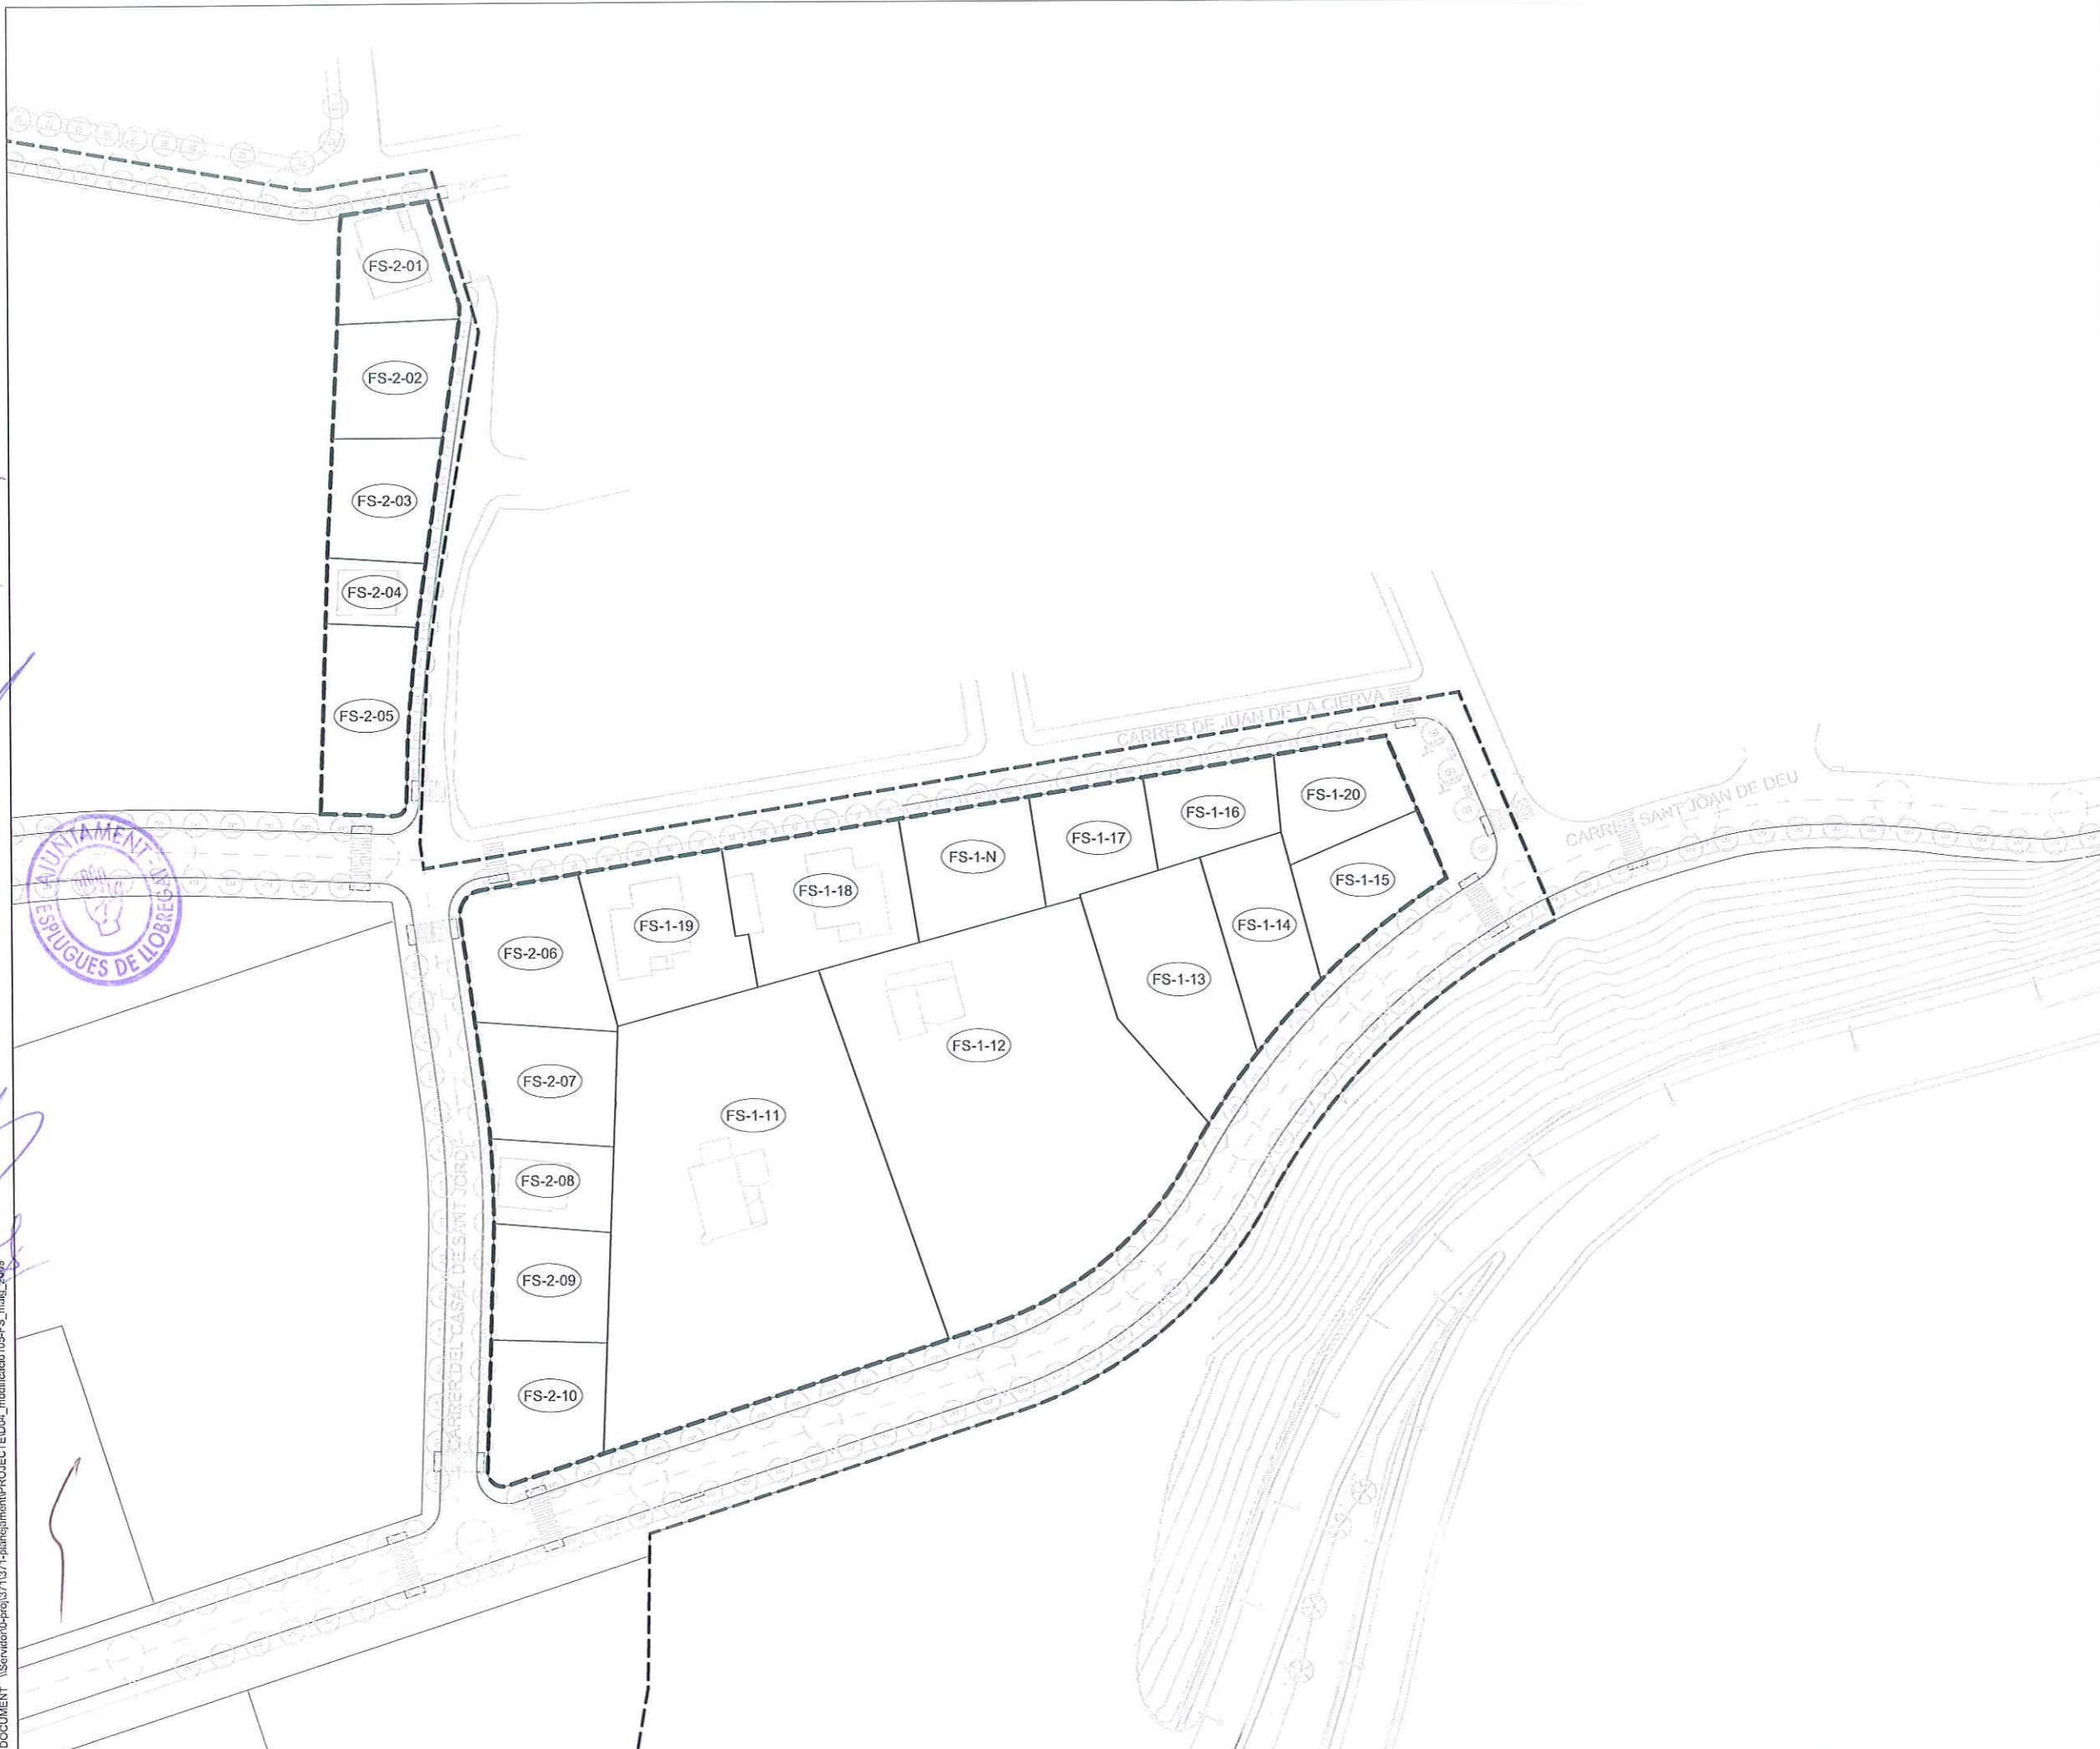 FS-2-01
FS-2-02
FS-2-03
FS-2-04
FS-2-05
CARRER DE JUAN DE LA CIERVA
CARRER SANT JOAN DE DEU
FS-1-20
FS-1-16
FS-1-17
FS-1-N
FS-1-15
FS-1-18
FS-1-14
FS-1-19
FS-2-06
FS-1-13
FS-1-12
FS-2-07
FS-1-11
FS-2-08
FS-2-09
FS-2-10
CARRER DEL CASAL DE SANT JORDI
AJUNTAMENT
ESPLUGUES DE LLOBREGAT
DOCUMENT